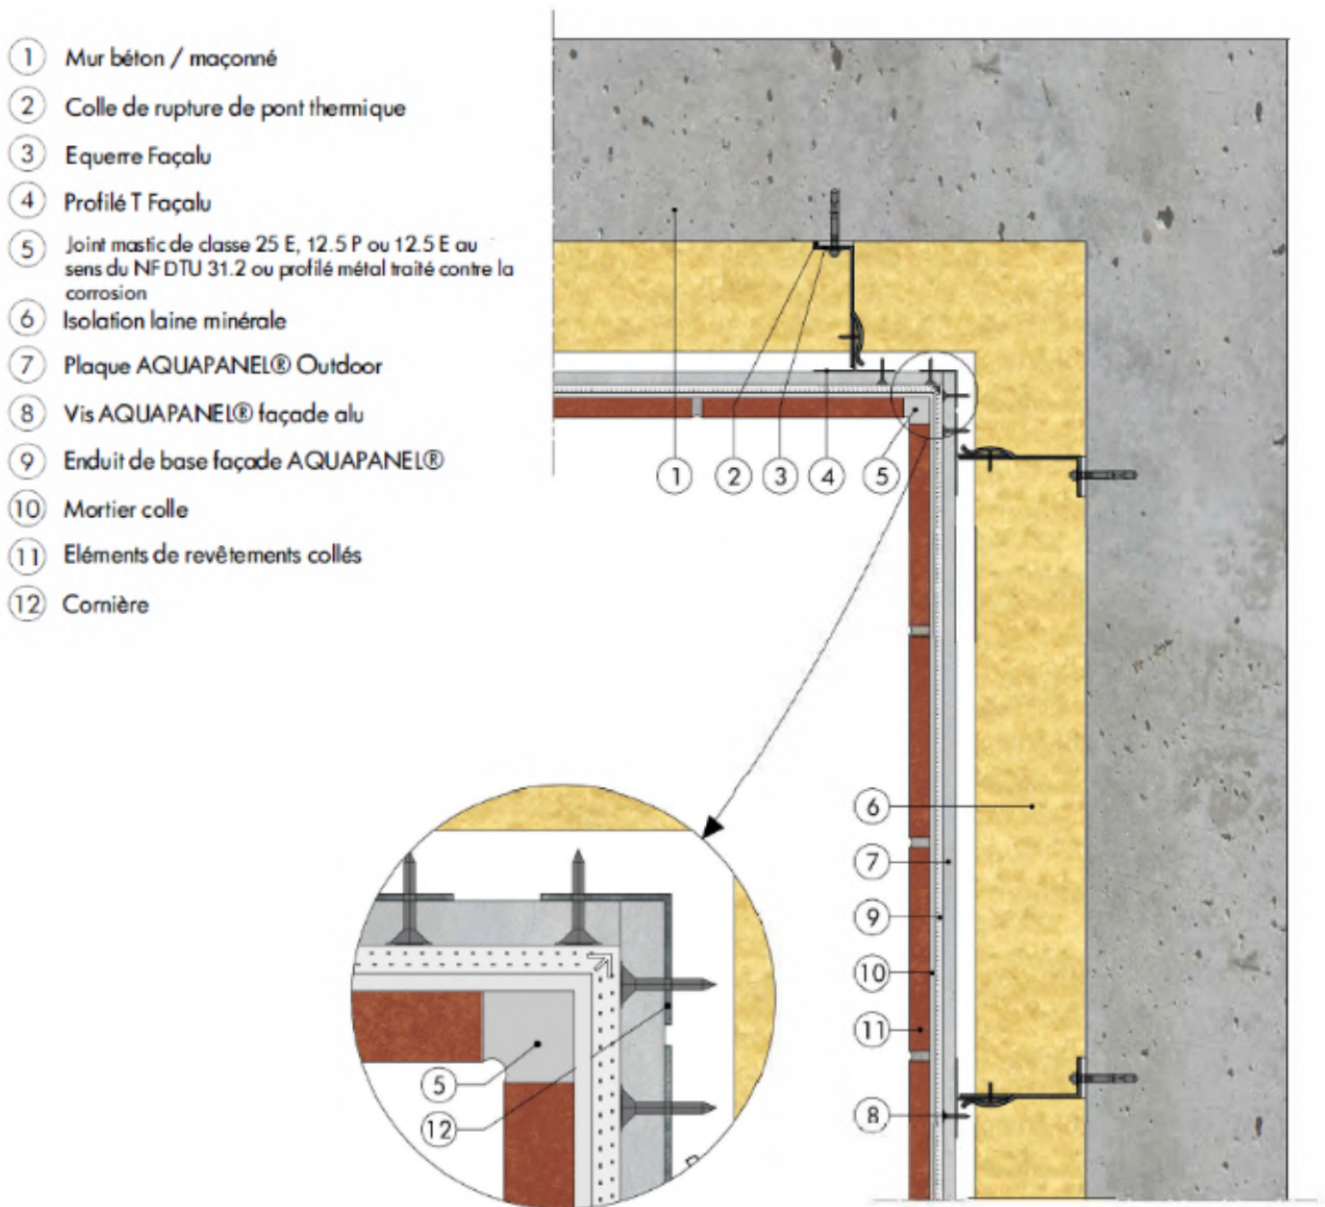 1 Mur béton / maçonné
2 Colle de rupture de pont thermique
3 Equerre Façalu
4 Profilé T Façalu
5 Joint mastic de classe 25 E, 12.5 P ou 12.5 E au
sens du NF DTU 31.2 ou profilé métal traité contre la
corrosion
6 Isolation laine minérale
7 Plaque AQUAPANEL® Outdoor
8 Vis AQUAPANEL® façade alu
9 Enduit de base façade AQUAPANEL®
10 Mortier colle
11 Eléments de revêtements collés
12 Cornière
1 2 3 4 5
6
7
9
10
11
8
5
12